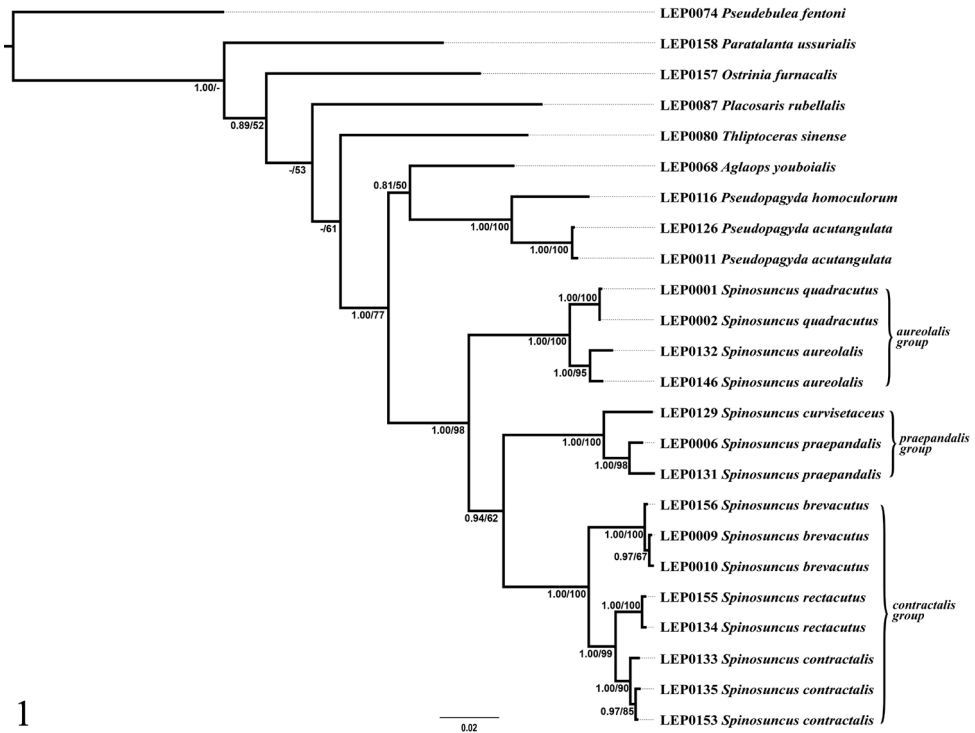 LEP0074 Pseudebulea fentoni
LEP0158 Paratalanta ussurialis
1.00/-
LEP0157 Ostrinia furnacalis
0.89/52
LEP0087 Placosaris rubellalis
-/53
LEP0080 Thliptoceras sinense
-/61
LEP0068 Aglaops youboialis
0.81/50
LEP0116 Pseudopagyda homoculorum
1.00/100
LEP0126 Pseudopagyda acutangulata
1.00/100
LEP0011 Pseudopagyda acutangulata
1.00/77
LEP0001 Spinosuncus quadracutus
1.00/100
LEP0002 Spinosuncus quadracutus
1.00/100
LEP0132 Spinosuncus aureolalis
1.00/95
LEP0146 Spinosuncus aureolalis
aureolalis
group
1.00/98
LEP0129 Spinosuncus curvisetaceus
1.00/100
LEP0006 Spinosuncus praepandalis
1.00/98
LEP0131 Spinosuncus praepandalis
praepandalis
group
0.94/62
LEP0156 Spinosuncus brevacutus
1.00/100
LEP0009 Spinosuncus brevacutus
0.97/67
LEP0010 Spinosuncus brevacutus
1.00/100
LEP0155 Spinosuncus rectacutus
1.00/100
LEP0134 Spinosuncus rectacutus
1.00/99
LEP0133 Spinosuncus contractalis
1.00/90
LEP0135 Spinosuncus contractalis
0.97/85
LEP0153 Spinosuncus contractalis
contractalis
group
1
0.02